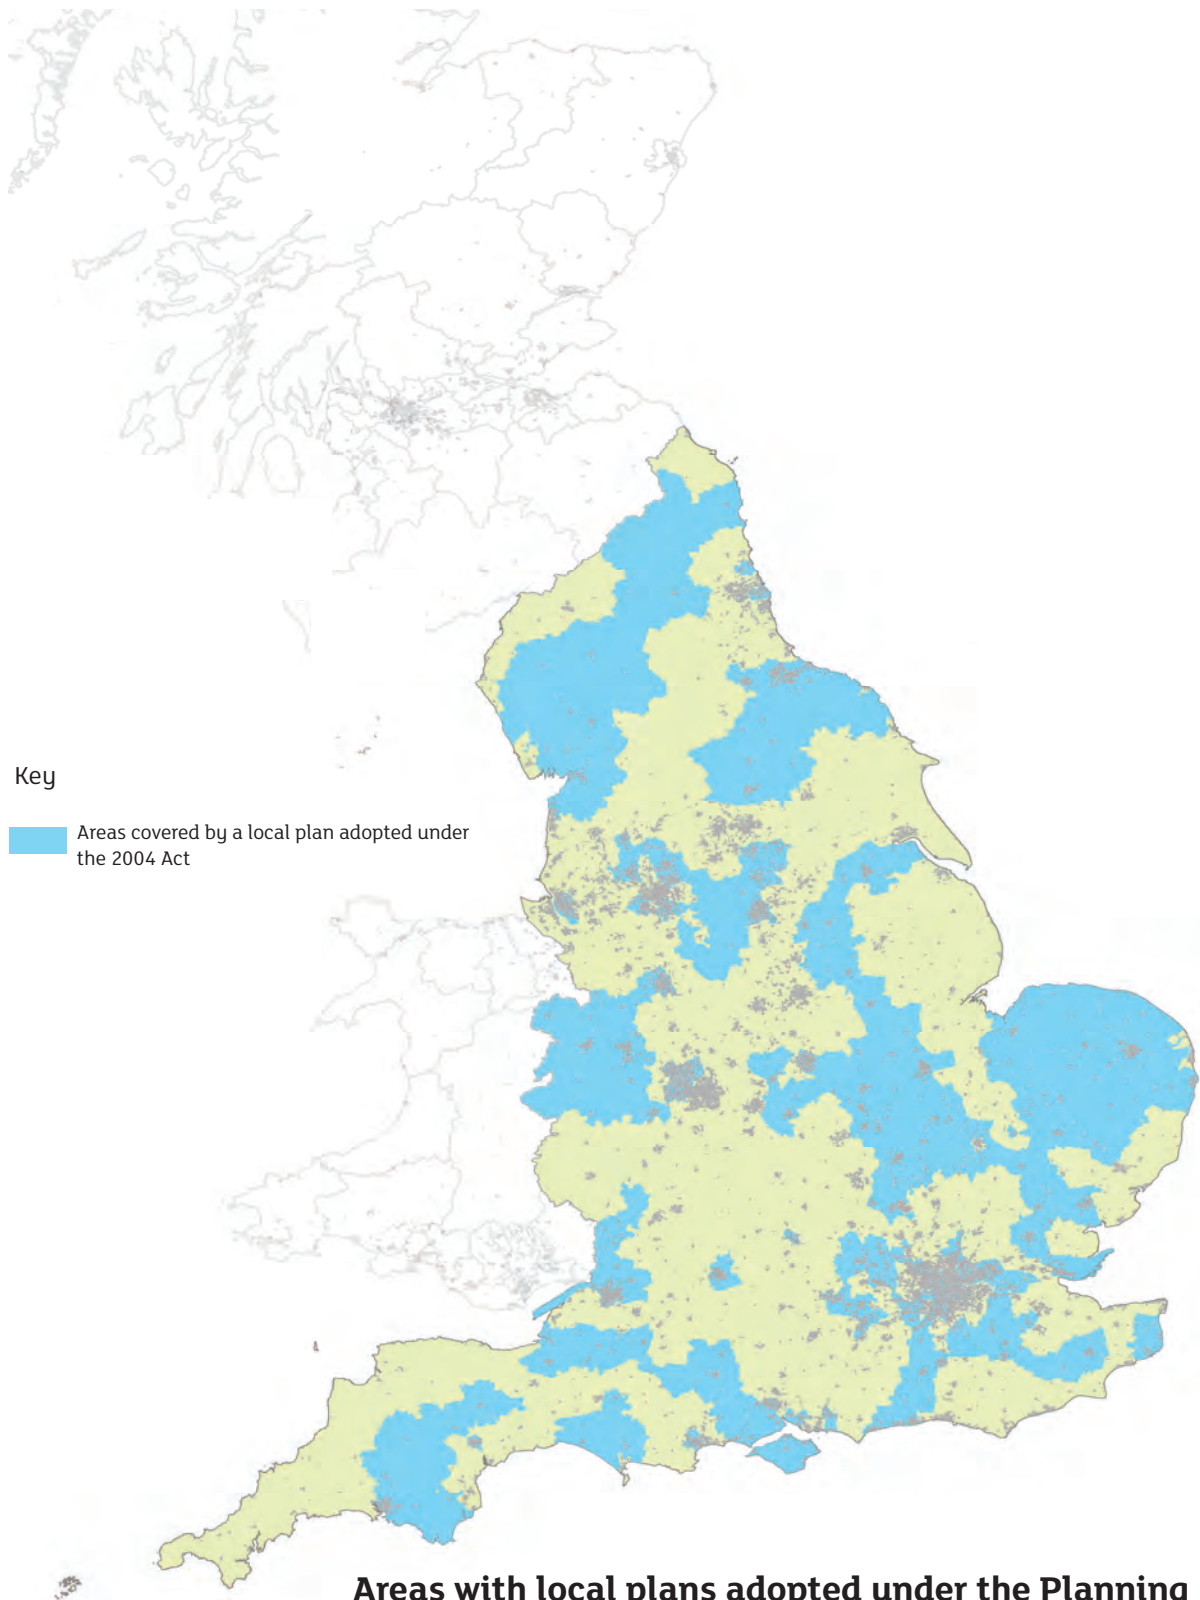 Key
Areas covered by a local plan adopted under
the 2004 Act
Areas with local plans adopted under the Planning